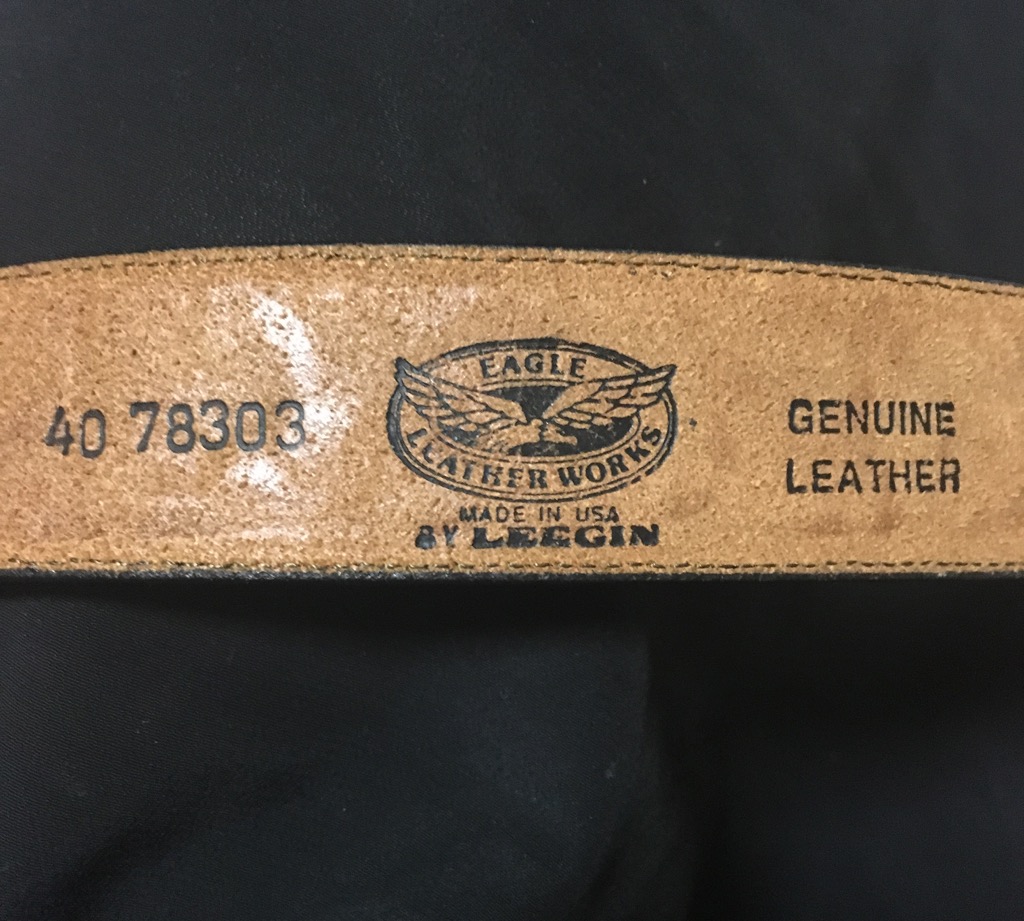 40 78303
EAGLE
LEATHER WORKS
MADE IN USA
BY LEEGIN
GENUINE
LEATHER